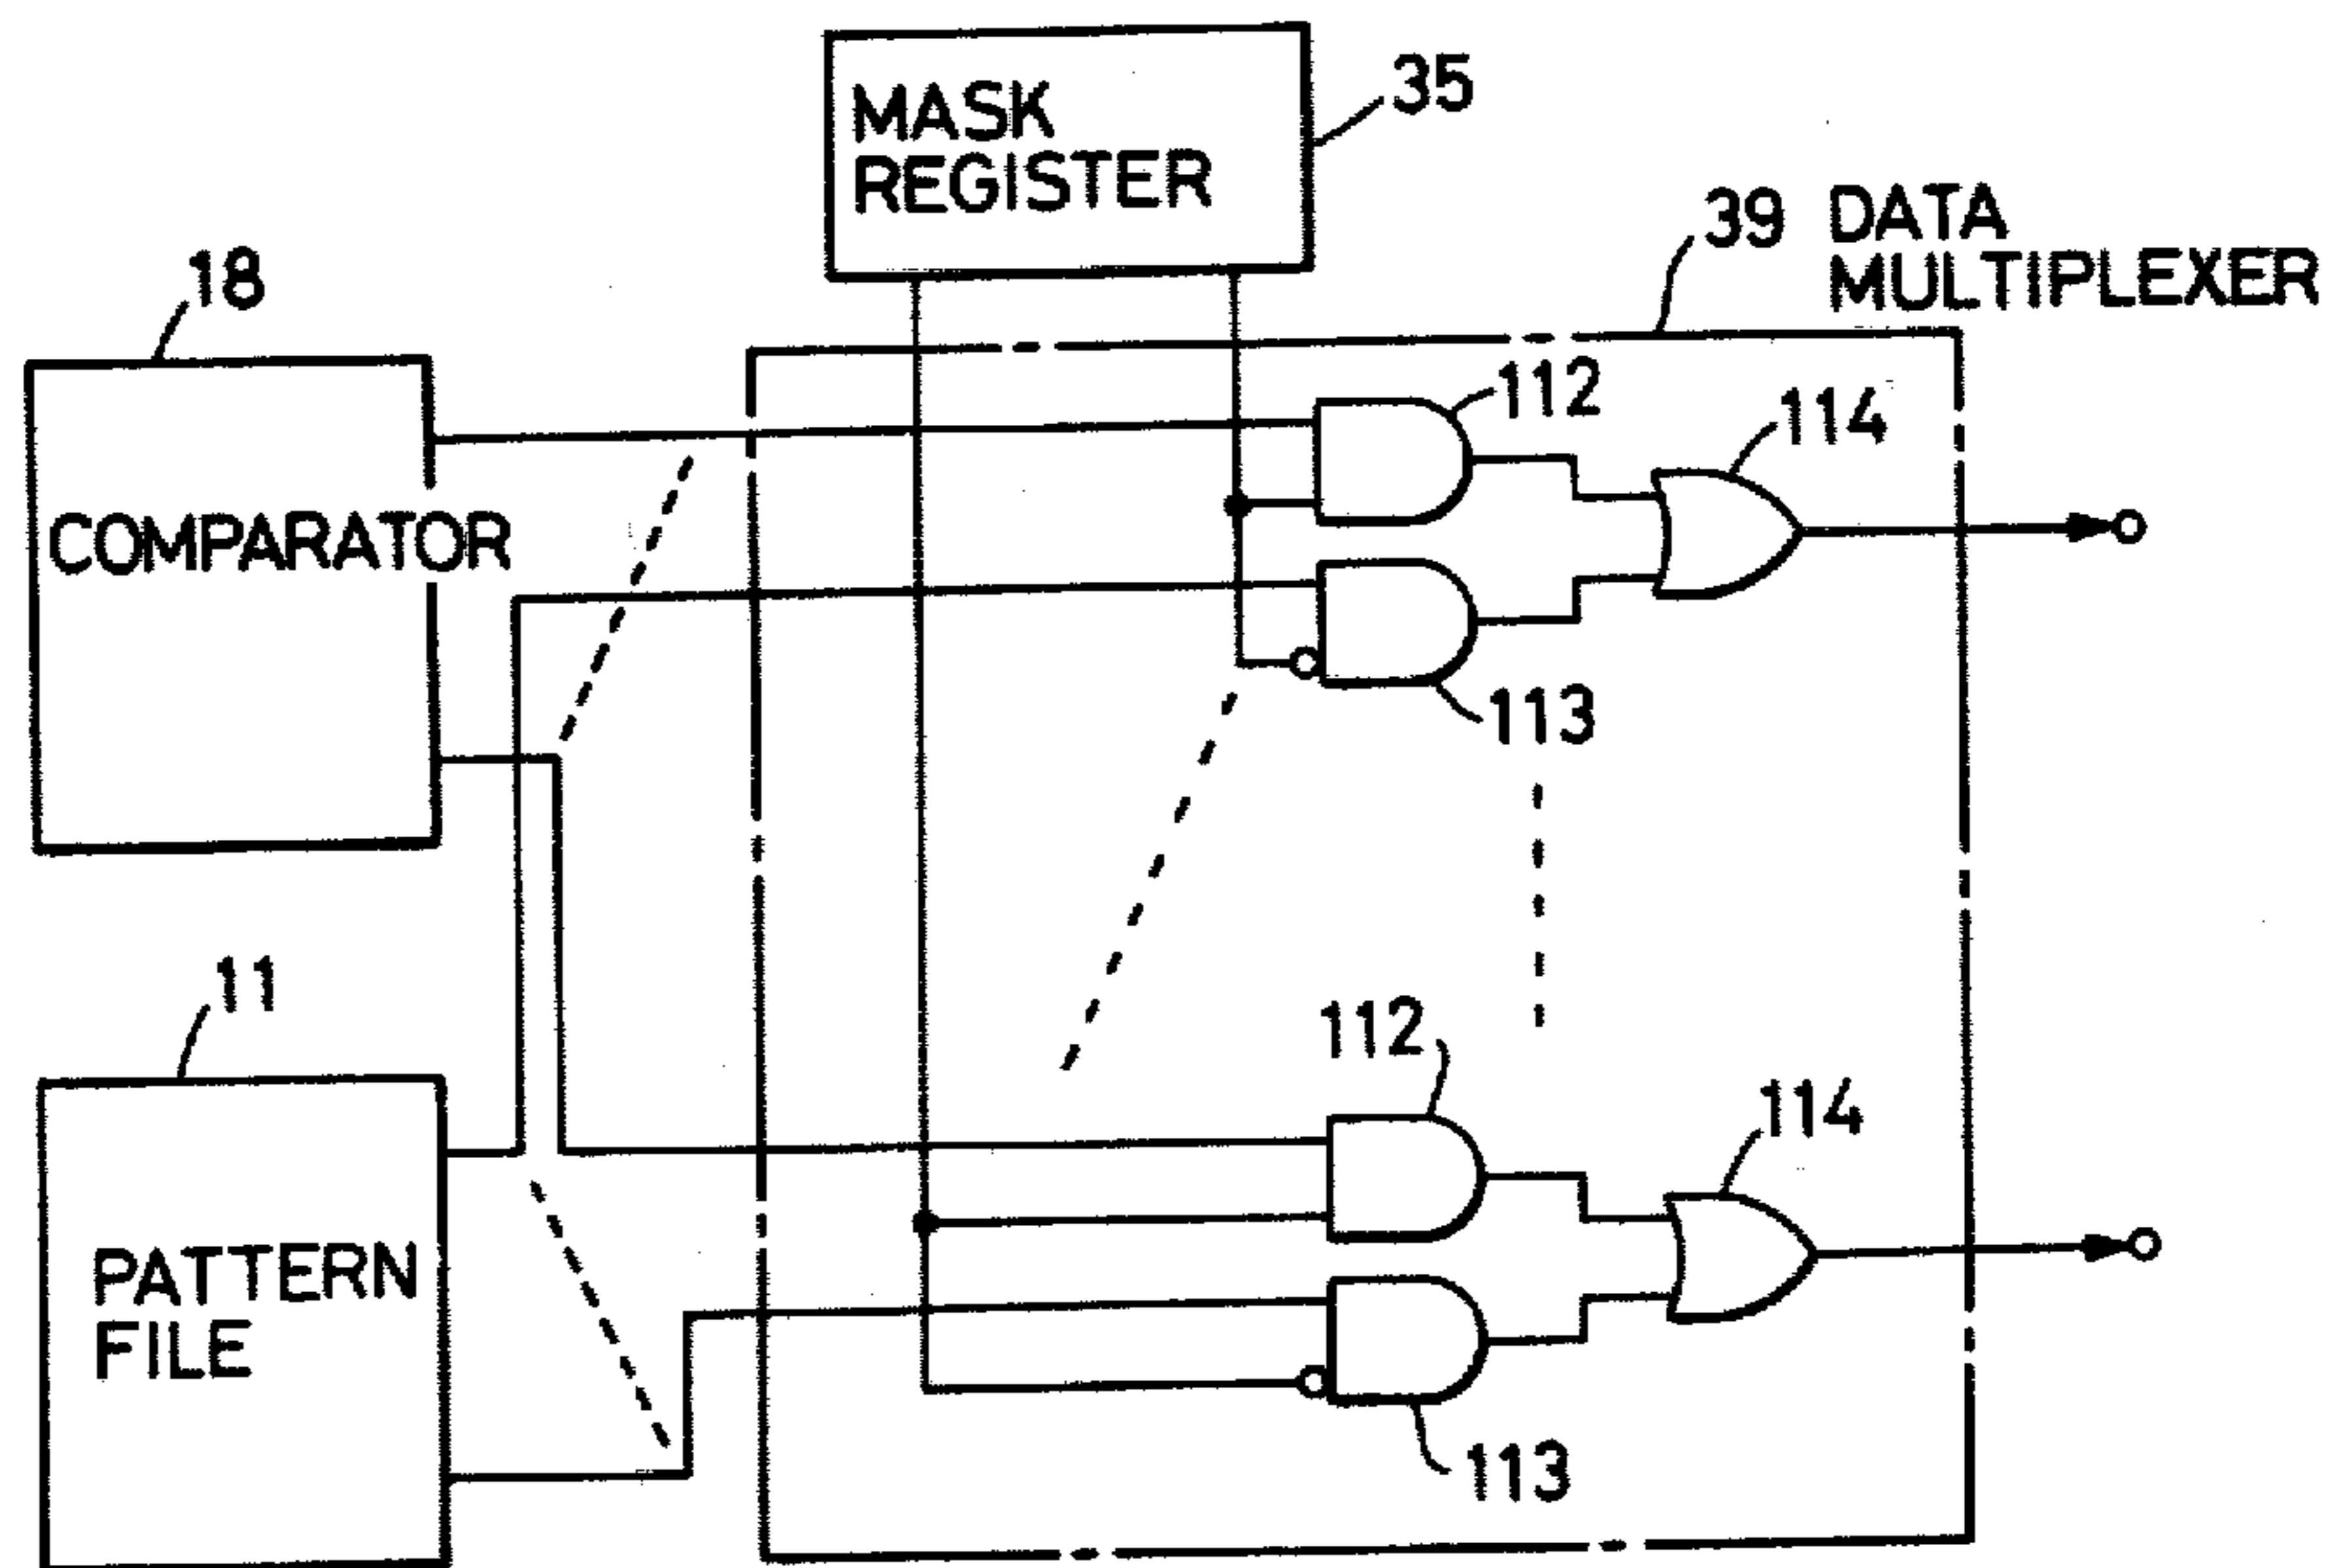 MASK
REGISTER
35
39 DATA
MULTIPLEXER
18
COMPARATOR
112
114
113
11
PATTERN
FILE
112
114
113